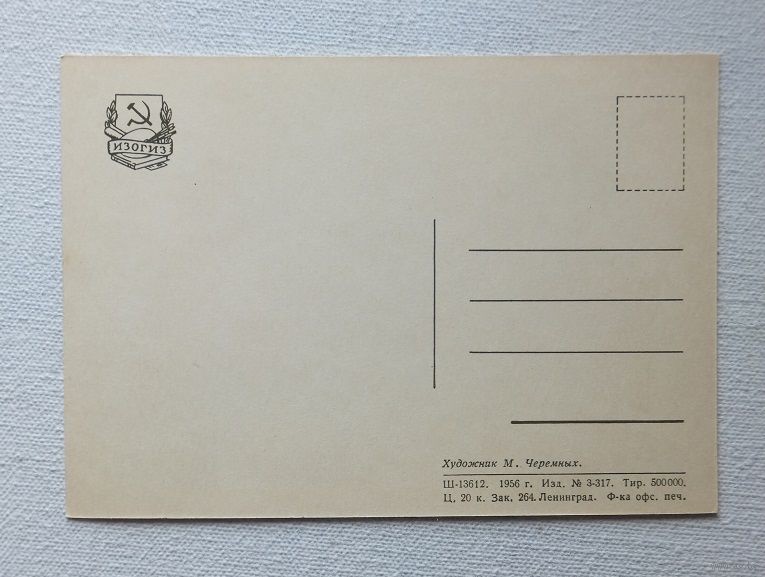 ИЗОГИЗ
Художник М. Черемных.
Ш-13612. 1956 г. Изд. № 3-317. Тир. 500000.
Ц. 20 к. Зак. 264. Ленинград. Ф-ка офс. печ.